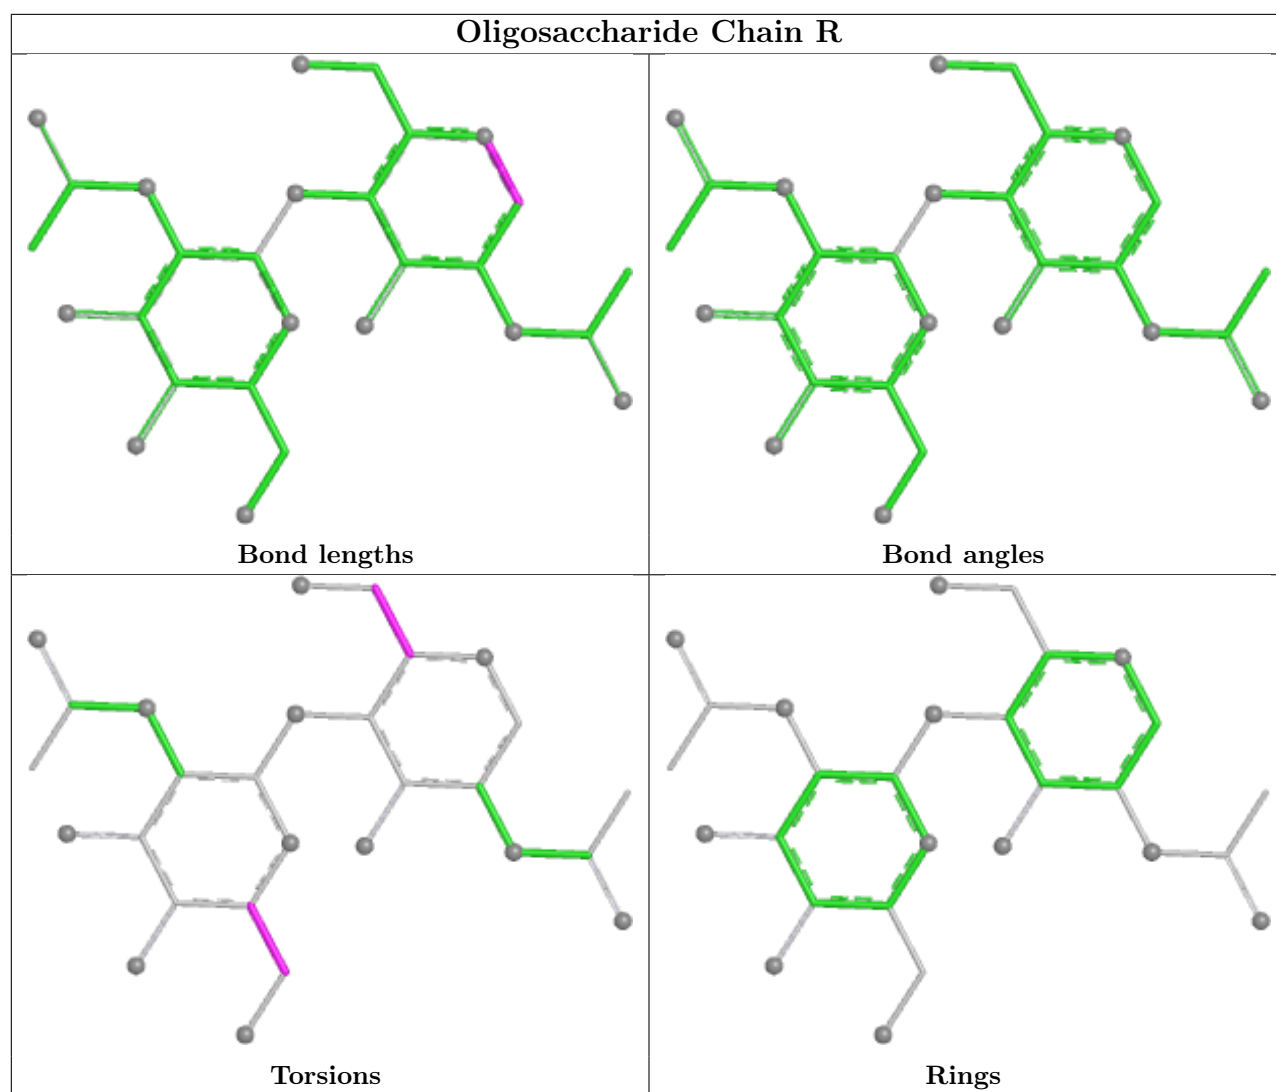 Oligosaccharide Chain R
Bond lengths
Bond angles
Torsions
Rings